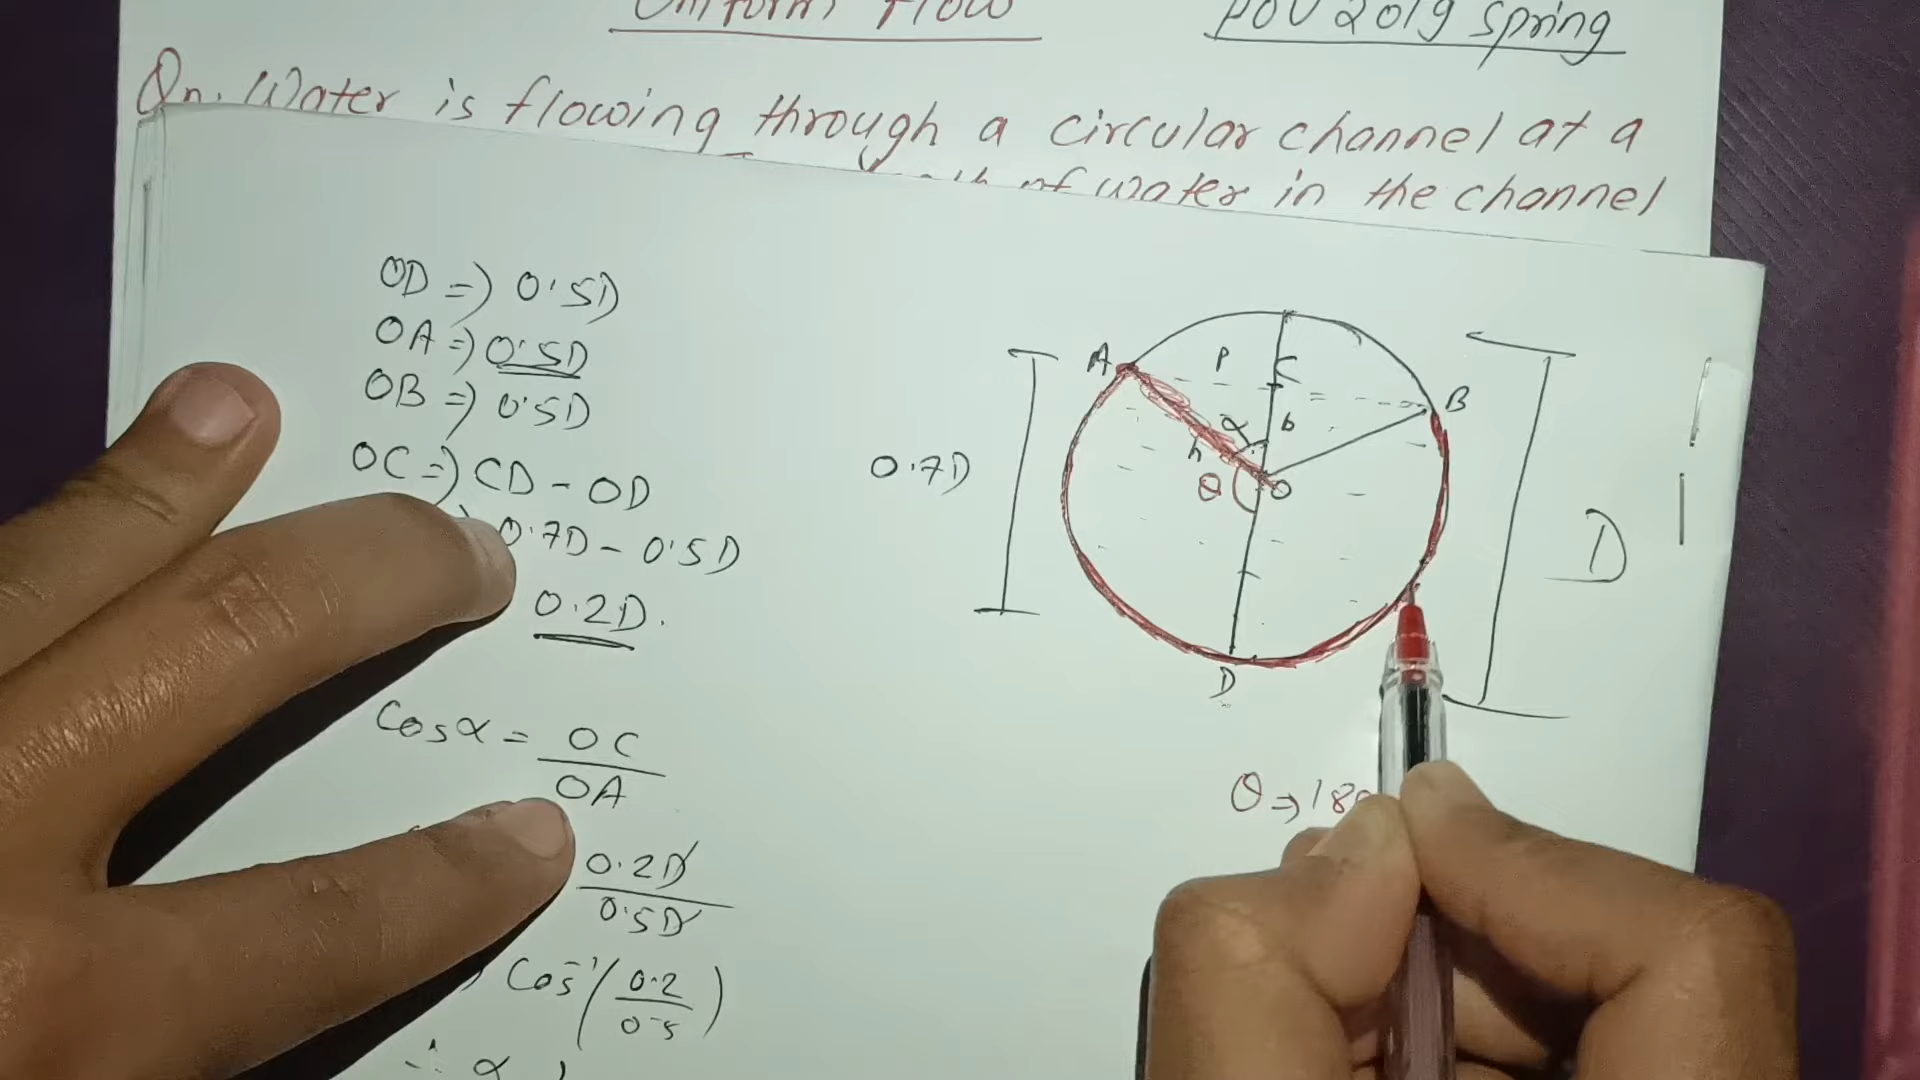 Uniform Flow
POU 2019 Spring
Qn. Water is flowing through a circular channel at a
of water in the channel
OD => 0.5D
OA => 0.5D
OB => 0.5D
OC => CD - OD
0.7D - 0.5D
0.2D.
Cosα = OC / OA
0.2D / 0.5D
Cos⁻¹ (0.2 / 0.5)
∴ α
A
P
C
B
α
b
h
θ
O
0.7D
D
D
θ => 180